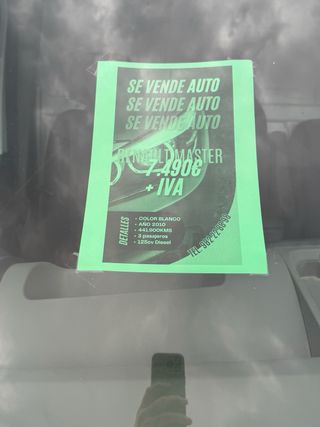 SE VENDE AUTO
SE VENDE AUTO
SE VENDE AUTO
RENAULT MASTER
7.490€
+ IVA
DETALLES
- COLOR BLANCO
- AÑO 2010
- 441.900KMS
- 3 pasajeros
- 125cv Diesel